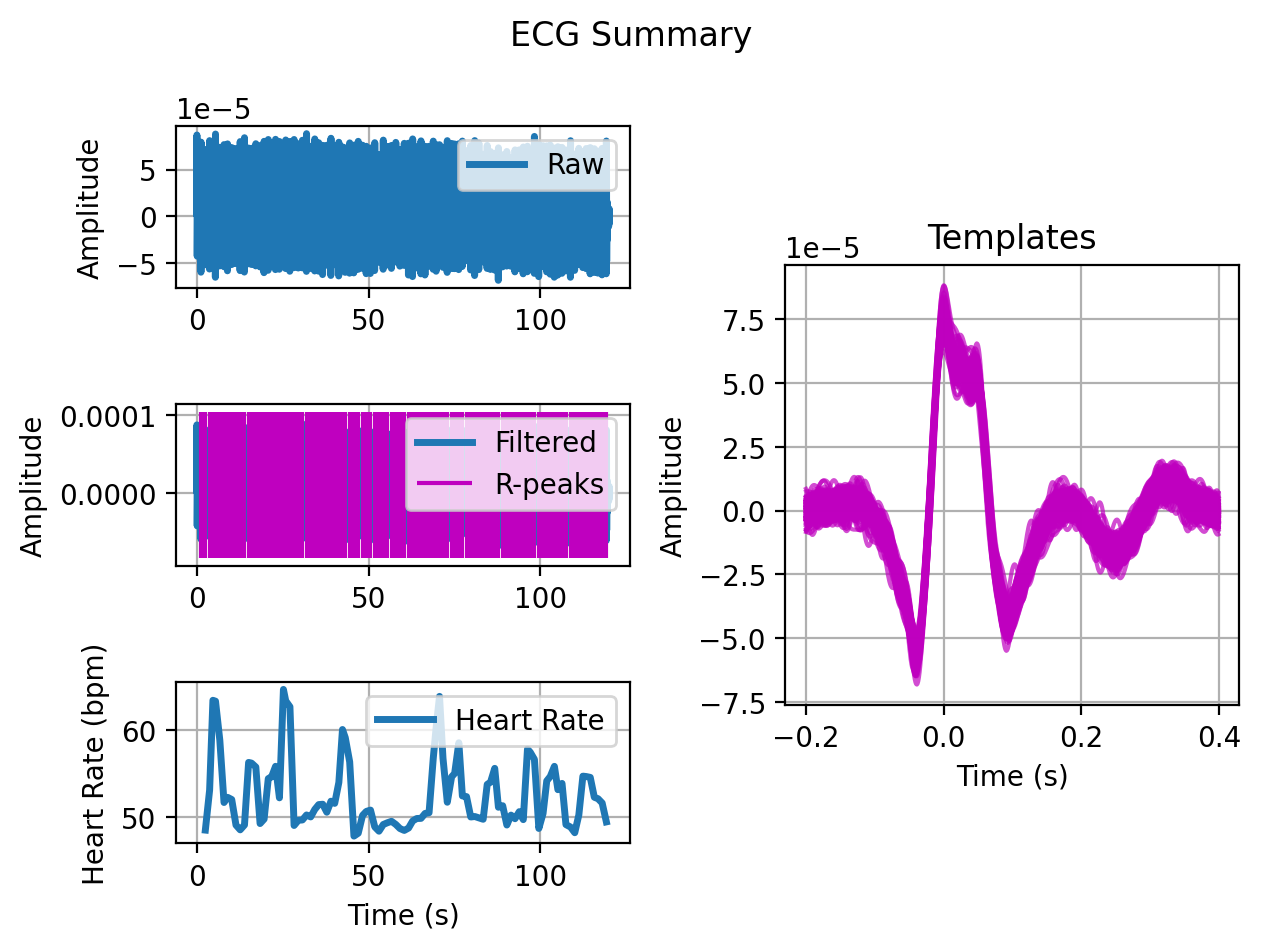 ECG Summary
1e−5
Amplitude
5
0
−5
Raw
0 50 100
Amplitude
0.0001
0.0000
Filtered
R-peaks
0 50 100
Heart Rate (bpm)
60
50
Heart Rate
0 50 100
Time (s)
Templates
1e−5
Amplitude
7.5
5.0
2.5
0.0
−2.5
−5.0
−7.5
−0.2 0.0 0.2 0.4
Time (s)